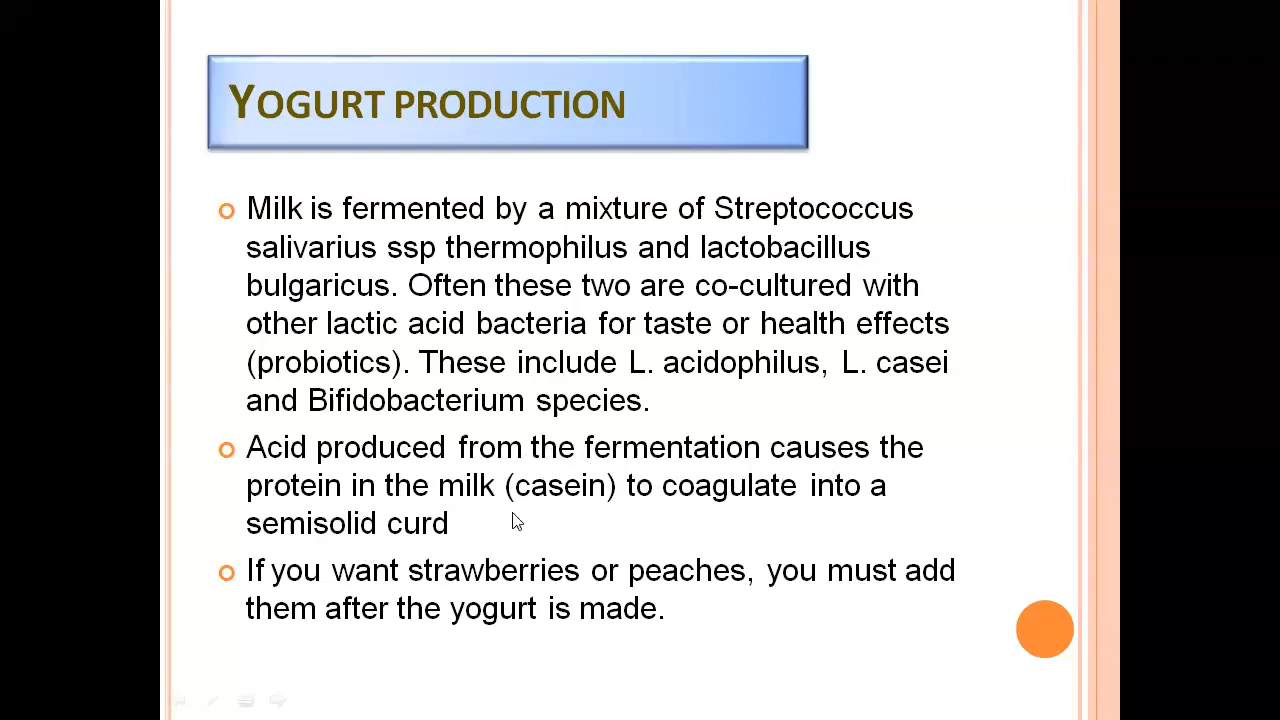 YOGURT PRODUCTION
Milk is fermented by a mixture of Streptococcus
salivarius ssp thermophilus and lactobacillus
bulgaricus. Often these two are co-cultured with
other lactic acid bacteria for taste or health effects
(probiotics). These include L. acidophilus, L. casei
and Bifidobacterium species.
Acid produced from the fermentation causes the
protein in the milk (casein) to coagulate into a
semisolid curd
If you want strawberries or peaches, you must add
them after the yogurt is made.